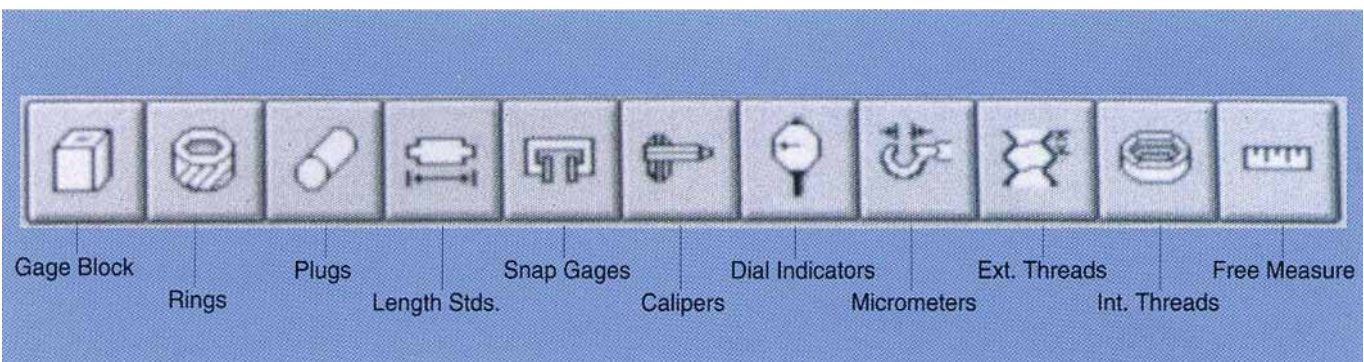 Gage Block
Rings
Plugs
Length Stds.
Snap Gages
Calipers
Dial Indicators
Micrometers
Ext. Threads
Int. Threads
Free Measure